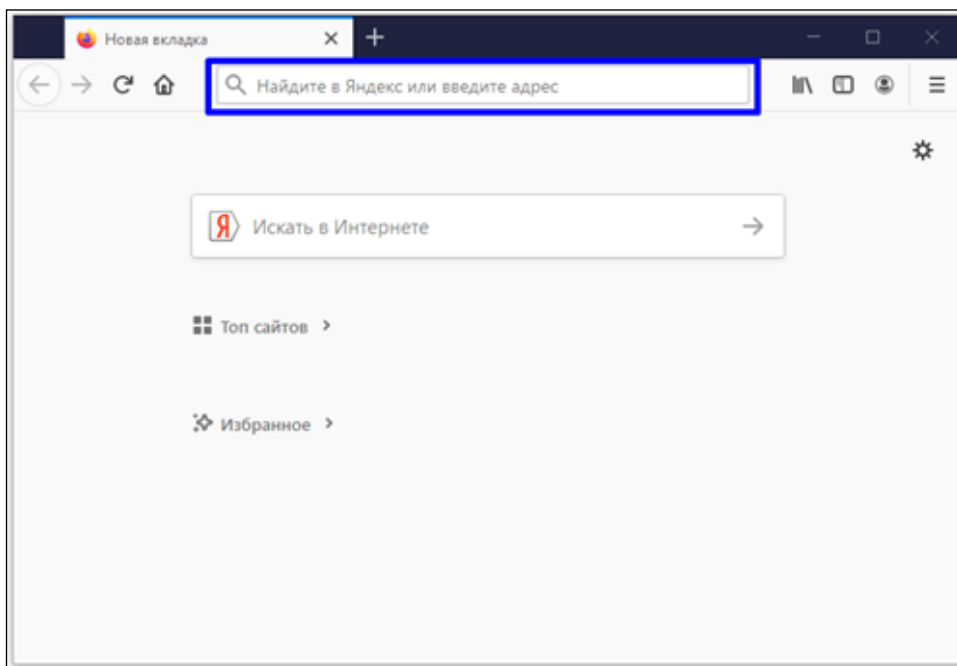 Новая вкладка
Найдите в Яндекс или введите адрес
Я Искать в Интернете
Топ сайтов
Избранное